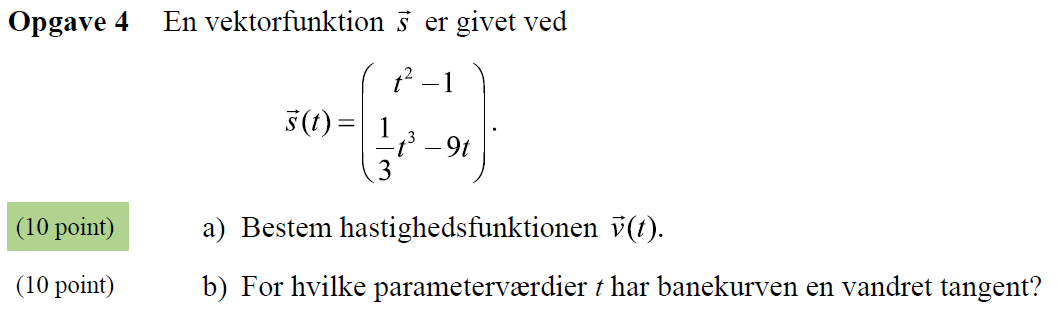 Opgave 4 En vektorfunktion s⃗ er givet ved
s⃗(t) = ( t² − 1
1/3 t³ − 9t ).
(10 point) a) Bestem hastighedsfunktionen v⃗(t).
(10 point) b) For hvilke parameterværdier t har banekurven en vandret tangent?